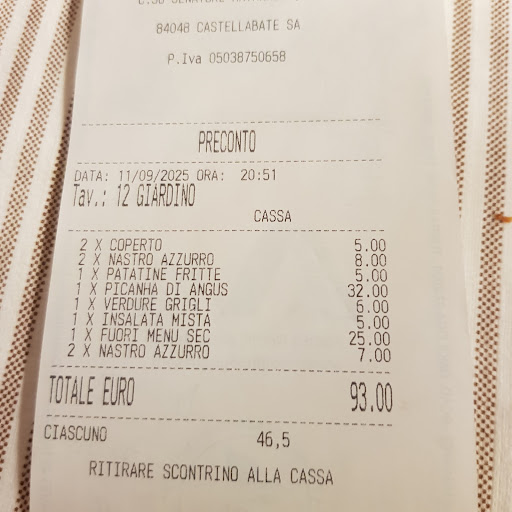 84048 CASTELLABATE SA
P.Iva 05038750658
PRECONTO
DATA: 11/09/2025 ORA: 20:51
Tav.: 12 GIARDINO
CASSA
2 X COPERTO 5.00
2 X NASTRO AZZURRO 8.00
1 X PATATINE FRITTE 5.00
1 X PICANHA DI ANGUS 32.00
1 X VERDURE GRIGLI 6.00
1 X INSALATA MISTA 5.00
1 X FUORI MENU SEC 25.00
2 X NASTRO AZZURRO 7.00
TOTALE EURO 93.00
CIASCUNO 46,5
RITIRARE SCONTRINO ALLA CASSA